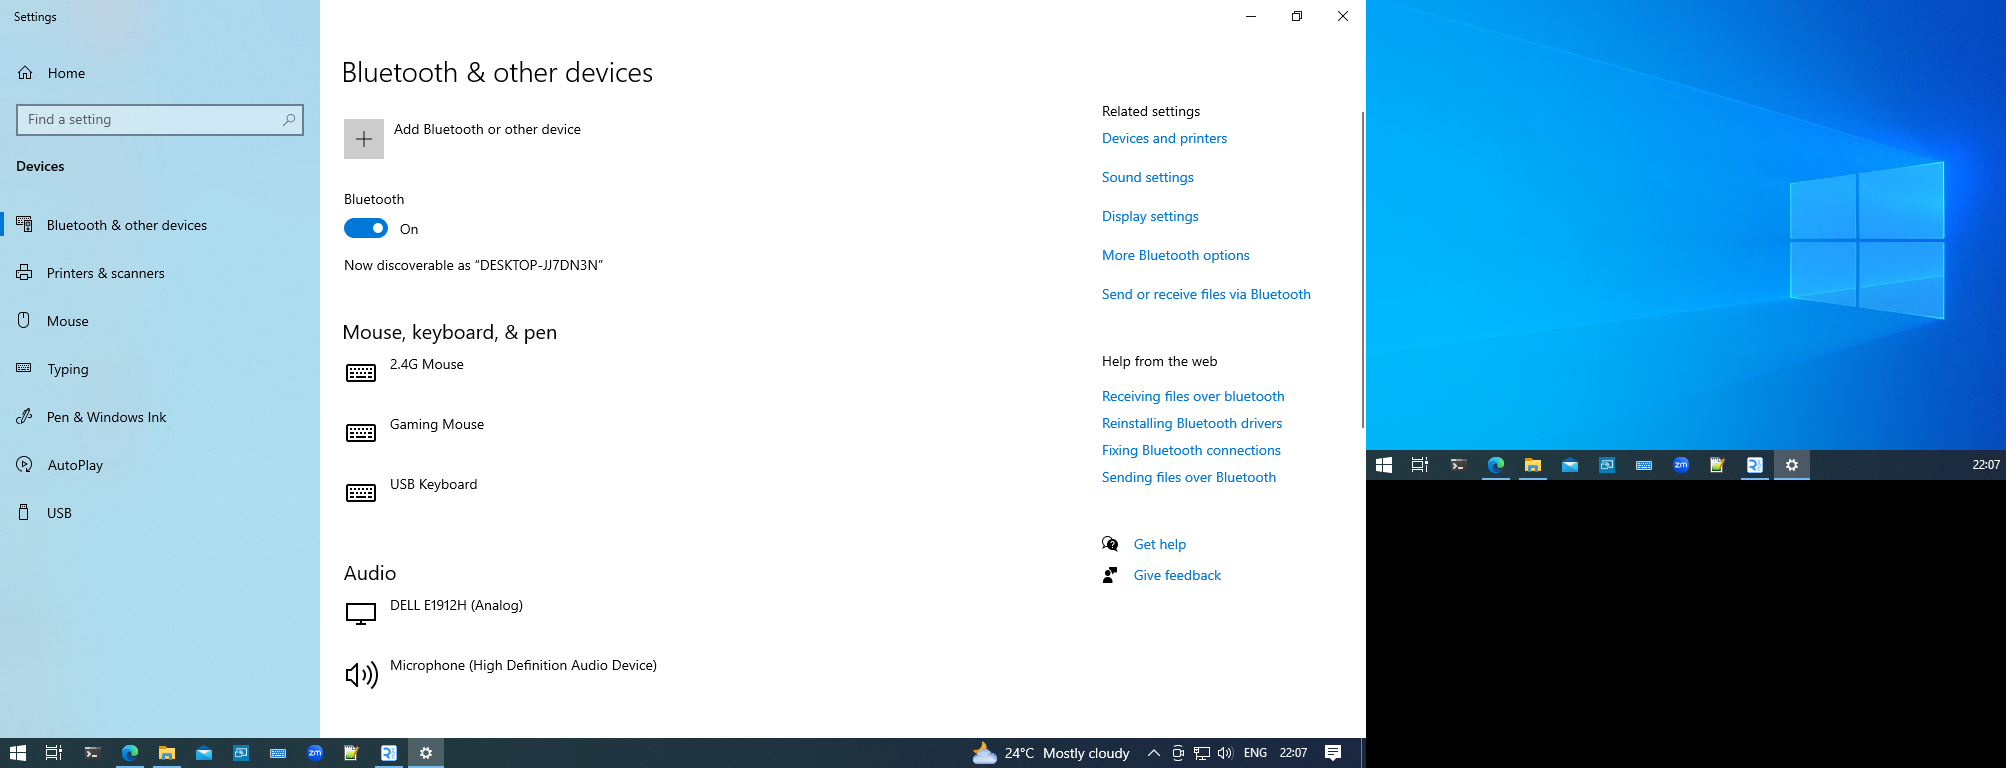 Settings
Home
Find a setting
Devices
Bluetooth & other devices
Printers & scanners
Mouse
Typing
Pen & Windows Ink
AutoPlay
USB
Bluetooth & other devices
Add Bluetooth or other device
Bluetooth
On
Now discoverable as “DESKTOP-JJ7DN3N”
Mouse, keyboard, & pen
2.4G Mouse
Gaming Mouse
USB Keyboard
Audio
DELL E1912H (Analog)
Microphone (High Definition Audio Device)
Related settings
Devices and printers
Sound settings
Display settings
More Bluetooth options
Send or receive files via Bluetooth
Help from the web
Receiving files over bluetooth
Reinstalling Bluetooth drivers
Fixing Bluetooth connections
Sending files over Bluetooth
Get help
Give feedback
zm
24°C Mostly cloudy
ENG
22:07
zm
22:07